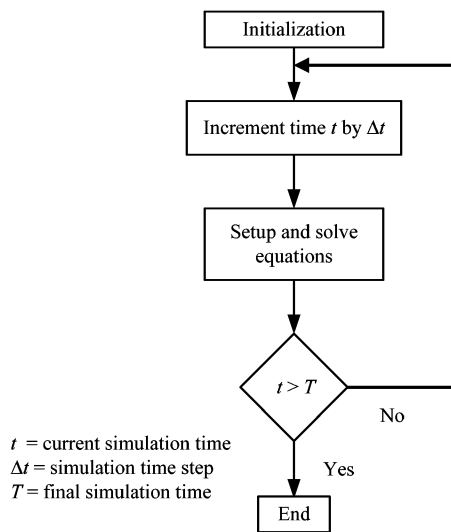 Initialization
Increment time t by Δt
Setup and solve
equations
t > T
No
t = current simulation time
Δt = simulation time step
Yes
T = final simulation time
End